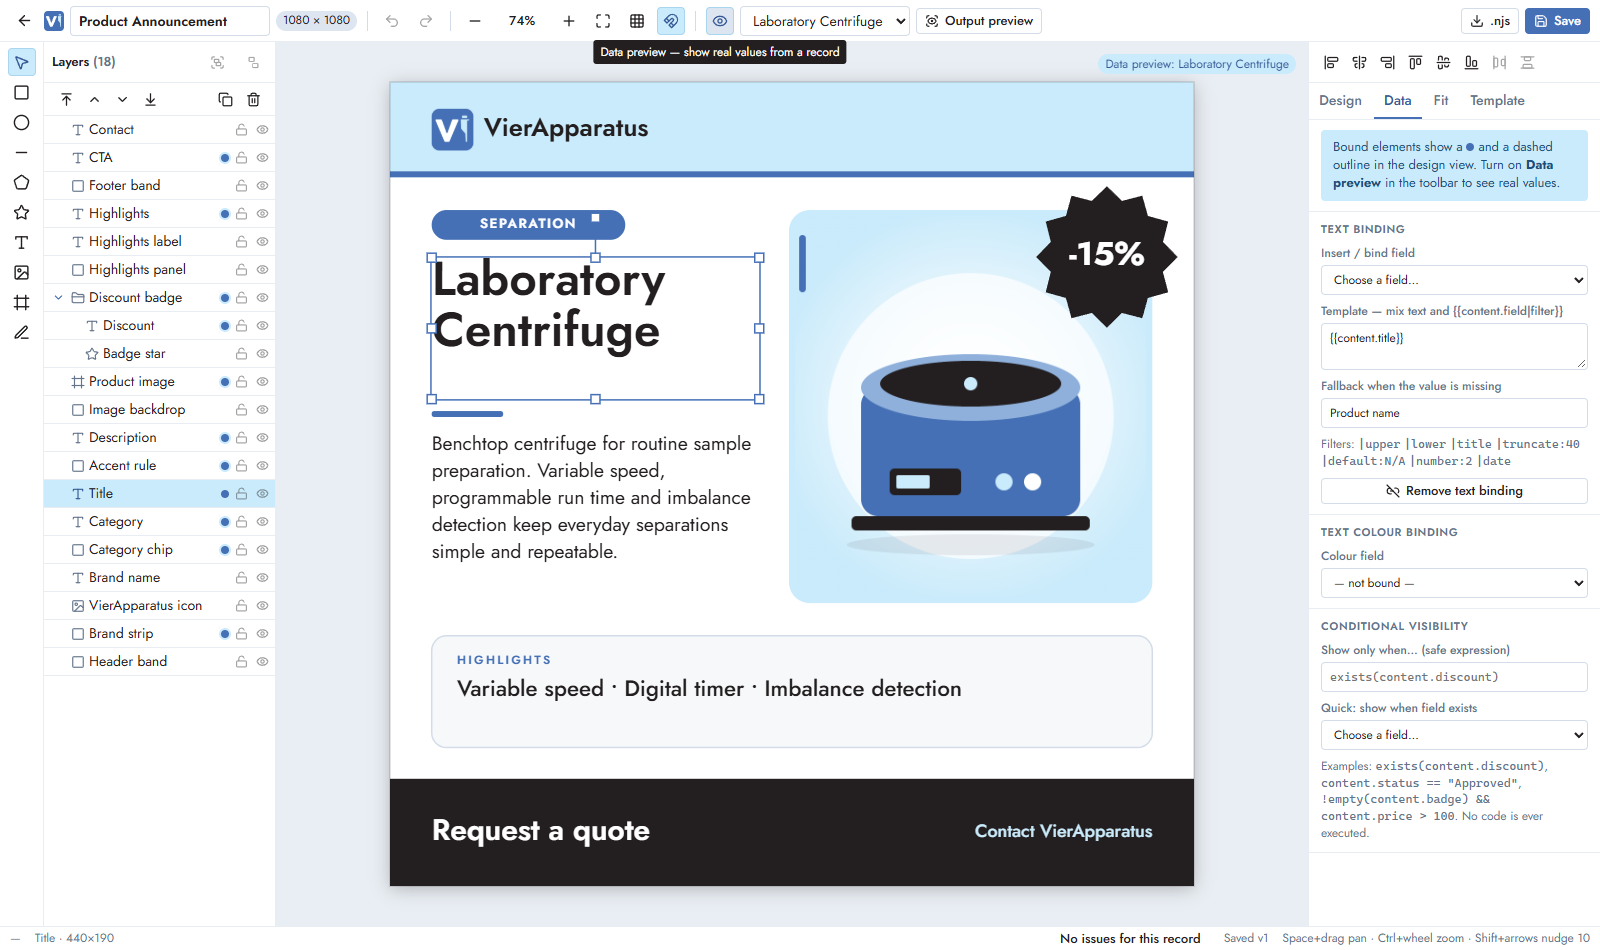 Product Announcement
1080 × 1080
74%
Laboratory Centrifuge
Output preview
.njs
Save
Data preview — show real values from a record
Layers (18)
Contact
CTA
Footer band
Highlights
Highlights label
Highlights panel
Discount badge
Discount
Badge star
Product image
Image backdrop
Description
Accent rule
Title
Category
Category chip
Brand name
VierApparatus icon
Brand strip
Header band
Data preview: Laboratory Centrifuge
VierApparatus
SEPARATION
Laboratory
Centrifuge
-15%
Benchtop centrifuge for routine sample
preparation. Variable speed,
programmable run time and imbalance
detection keep everyday separations
simple and repeatable.
HIGHLIGHTS
Variable speed · Digital timer · Imbalance detection
Request a quote
Contact VierApparatus
Design
Data
Fit
Template
Bound elements show a ● and a dashed
outline in the design view. Turn on Data
preview in the toolbar to see real values.
TEXT BINDING
Insert / bind field
Choose a field...
Template — mix text and {{content.field|filter}}
{{content.title}}
Fallback when the value is missing
Product name
Filters: |upper |lower |title |truncate:40
|default:N/A |number:2 |date
Remove text binding
TEXT COLOUR BINDING
Colour field
— not bound —
CONDITIONAL VISIBILITY
Show only when... (safe expression)
exists(content.discount)
Quick: show when field exists
Choose a field...
Examples: exists(content.discount),
content.status == "Approved",
!empty(content.badge) &&
content.price > 100. No code is ever
executed.
— Title · 440×190
No issues for this record
Saved v1
Space+drag pan · Ctrl+wheel zoom · Shift+arrows nudge 10